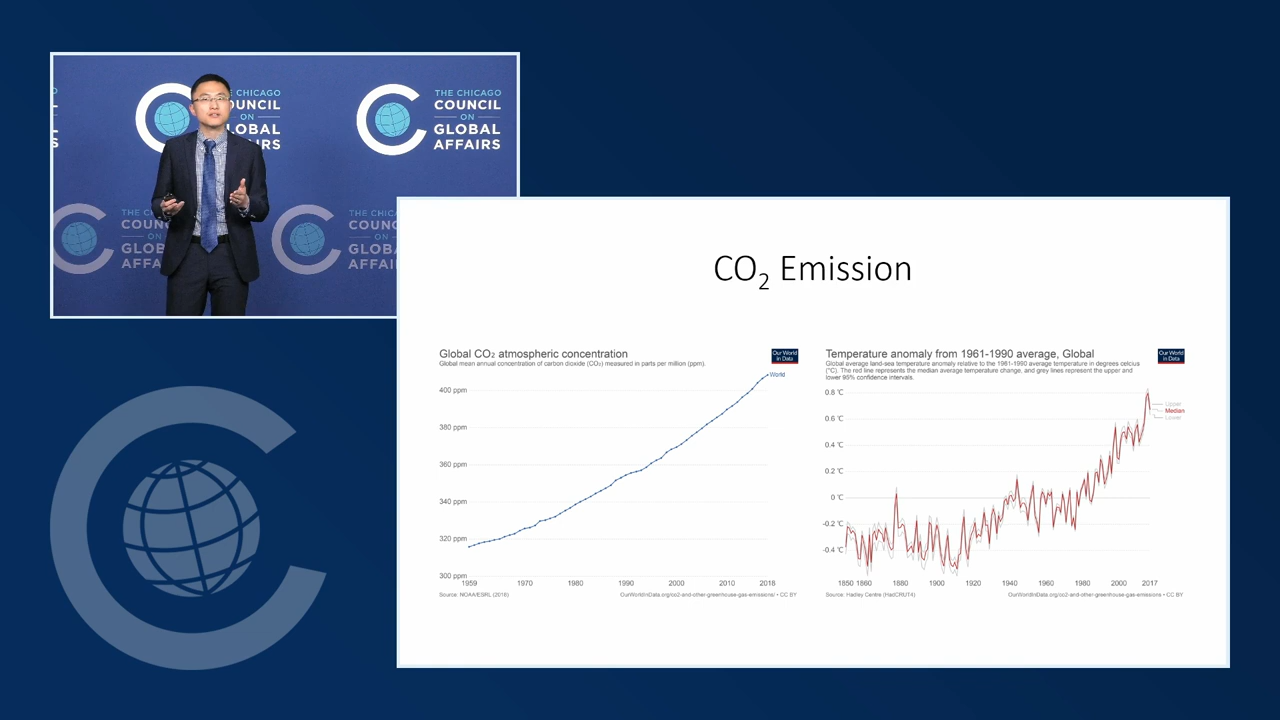 THE CHICAGO
COUNCIL
ON
GLOBAL
AFFAIRS
THE CHICAGO
COUNCIL
ON
GLOBAL
AFFAIRS
CO₂ Emission
Global CO₂ atmospheric concentration
Global mean annual concentration of carbon dioxide (CO₂) measured in parts per million (ppm).
Our World
in Data
World
400 ppm
380 ppm
360 ppm
340 ppm
320 ppm
300 ppm
1959 1970 1980 1990 2000 2010 2018
Source: NOAA/ESRL (2018) OurWorldInData.org/co2-and-other-greenhouse-gas-emissions/ • CC BY
Temperature anomaly from 1961-1990 average, Global
Global average land-sea temperature anomaly relative to the 1961-1990 average temperature in degrees celcius
(°C). The red line represents the median average temperature change, and grey lines represent the upper and
lower 95% confidence intervals.
Our World
in Data
0.8 °C
0.6 °C
0.4 °C
0.2 °C
0 °C
-0.2 °C
-0.4 °C
Upper
Median
Lower
1850 1860 1880 1900 1920 1940 1960 1980 2000 2017
Source: Hadley Centre (HadCRUT4) OurWorldInData.org/co2-and-other-greenhouse-gas-emissions • CC BY